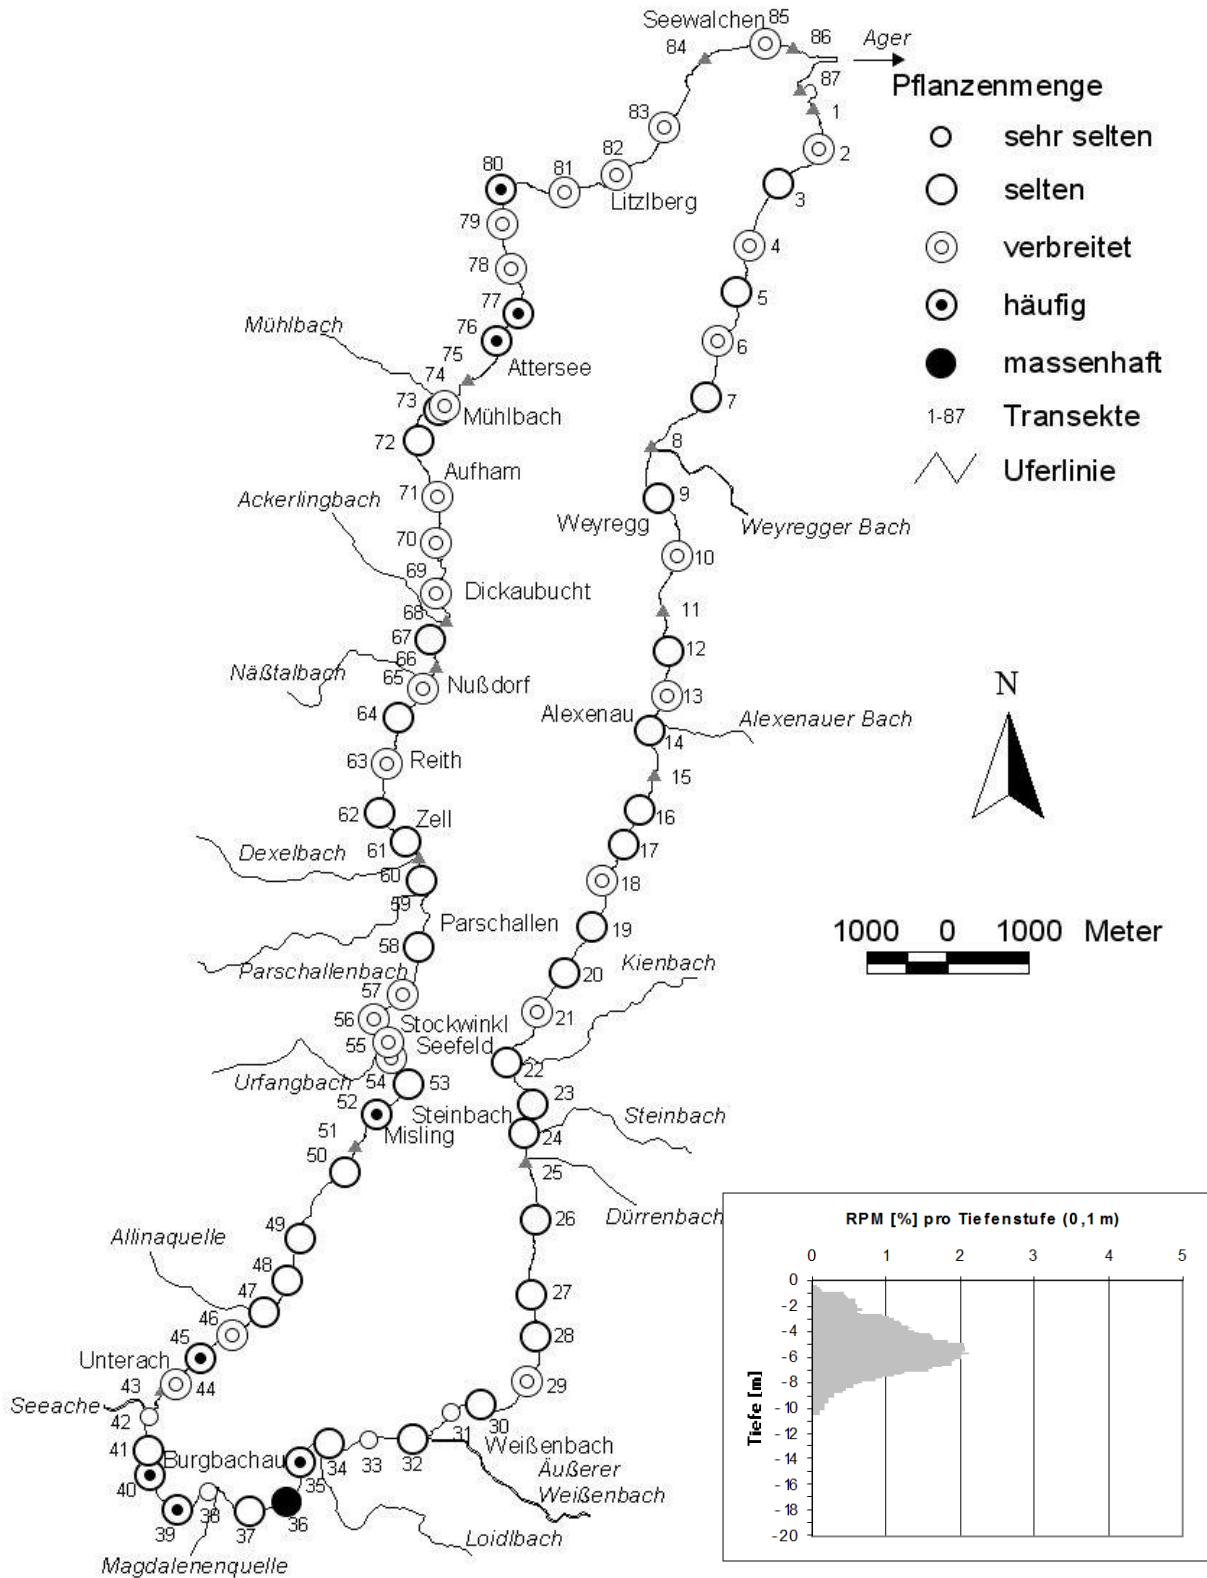 Seewalchen
85
86
84
Ager
87
Pflanzenmenge
1
83
sehr selten
82
2
80
81
3
selten
Litzlberg
79
4
verbreitet
78
5
77
häufig
Mühlbach
76
6
75
Attersee
massenhaft
74
73
7
Mühlbach
1-87
Transekte
72
8
Aufham
Uferlinie
71
Ackerlingbach
9
Weyregg
Weyregger Bach
70
10
69
Dickaubucht
68
11
67
12
66
Näßtalbach
65
Nußdorf
13
N
64
Alexenau
14
Alexenauer Bach
63
Reith
15
62
Zell
16
61
17
Dexelbach
60
18
59
Parschallen
19
1000
0
1000
Meter
58
Kienbach
Parschallenbach
20
57
56
Stockwinkl
21
55
Seefeld
Urfangbach
54
53
22
52
Steinbach
23
Steinbach
51
Misling
24
50
25
26
Dürrenbach
49
Allinaquelle
48
47
27
46
28
45
Unterach
43
44
29
Seeache
42
31
30
41
Burgbachau
34
33
32
Weißenbach
40
35
Äußerer
Weißenbach
39
38
37
36
Loidlbach
Magdalenenquelle
RPM [%] pro Tiefenstufe (0,1 m)
0
1
2
3
4
5
0
-2
-4
-6
-8
-10
-12
-14
-16
-18
-20
Tiefe [m]